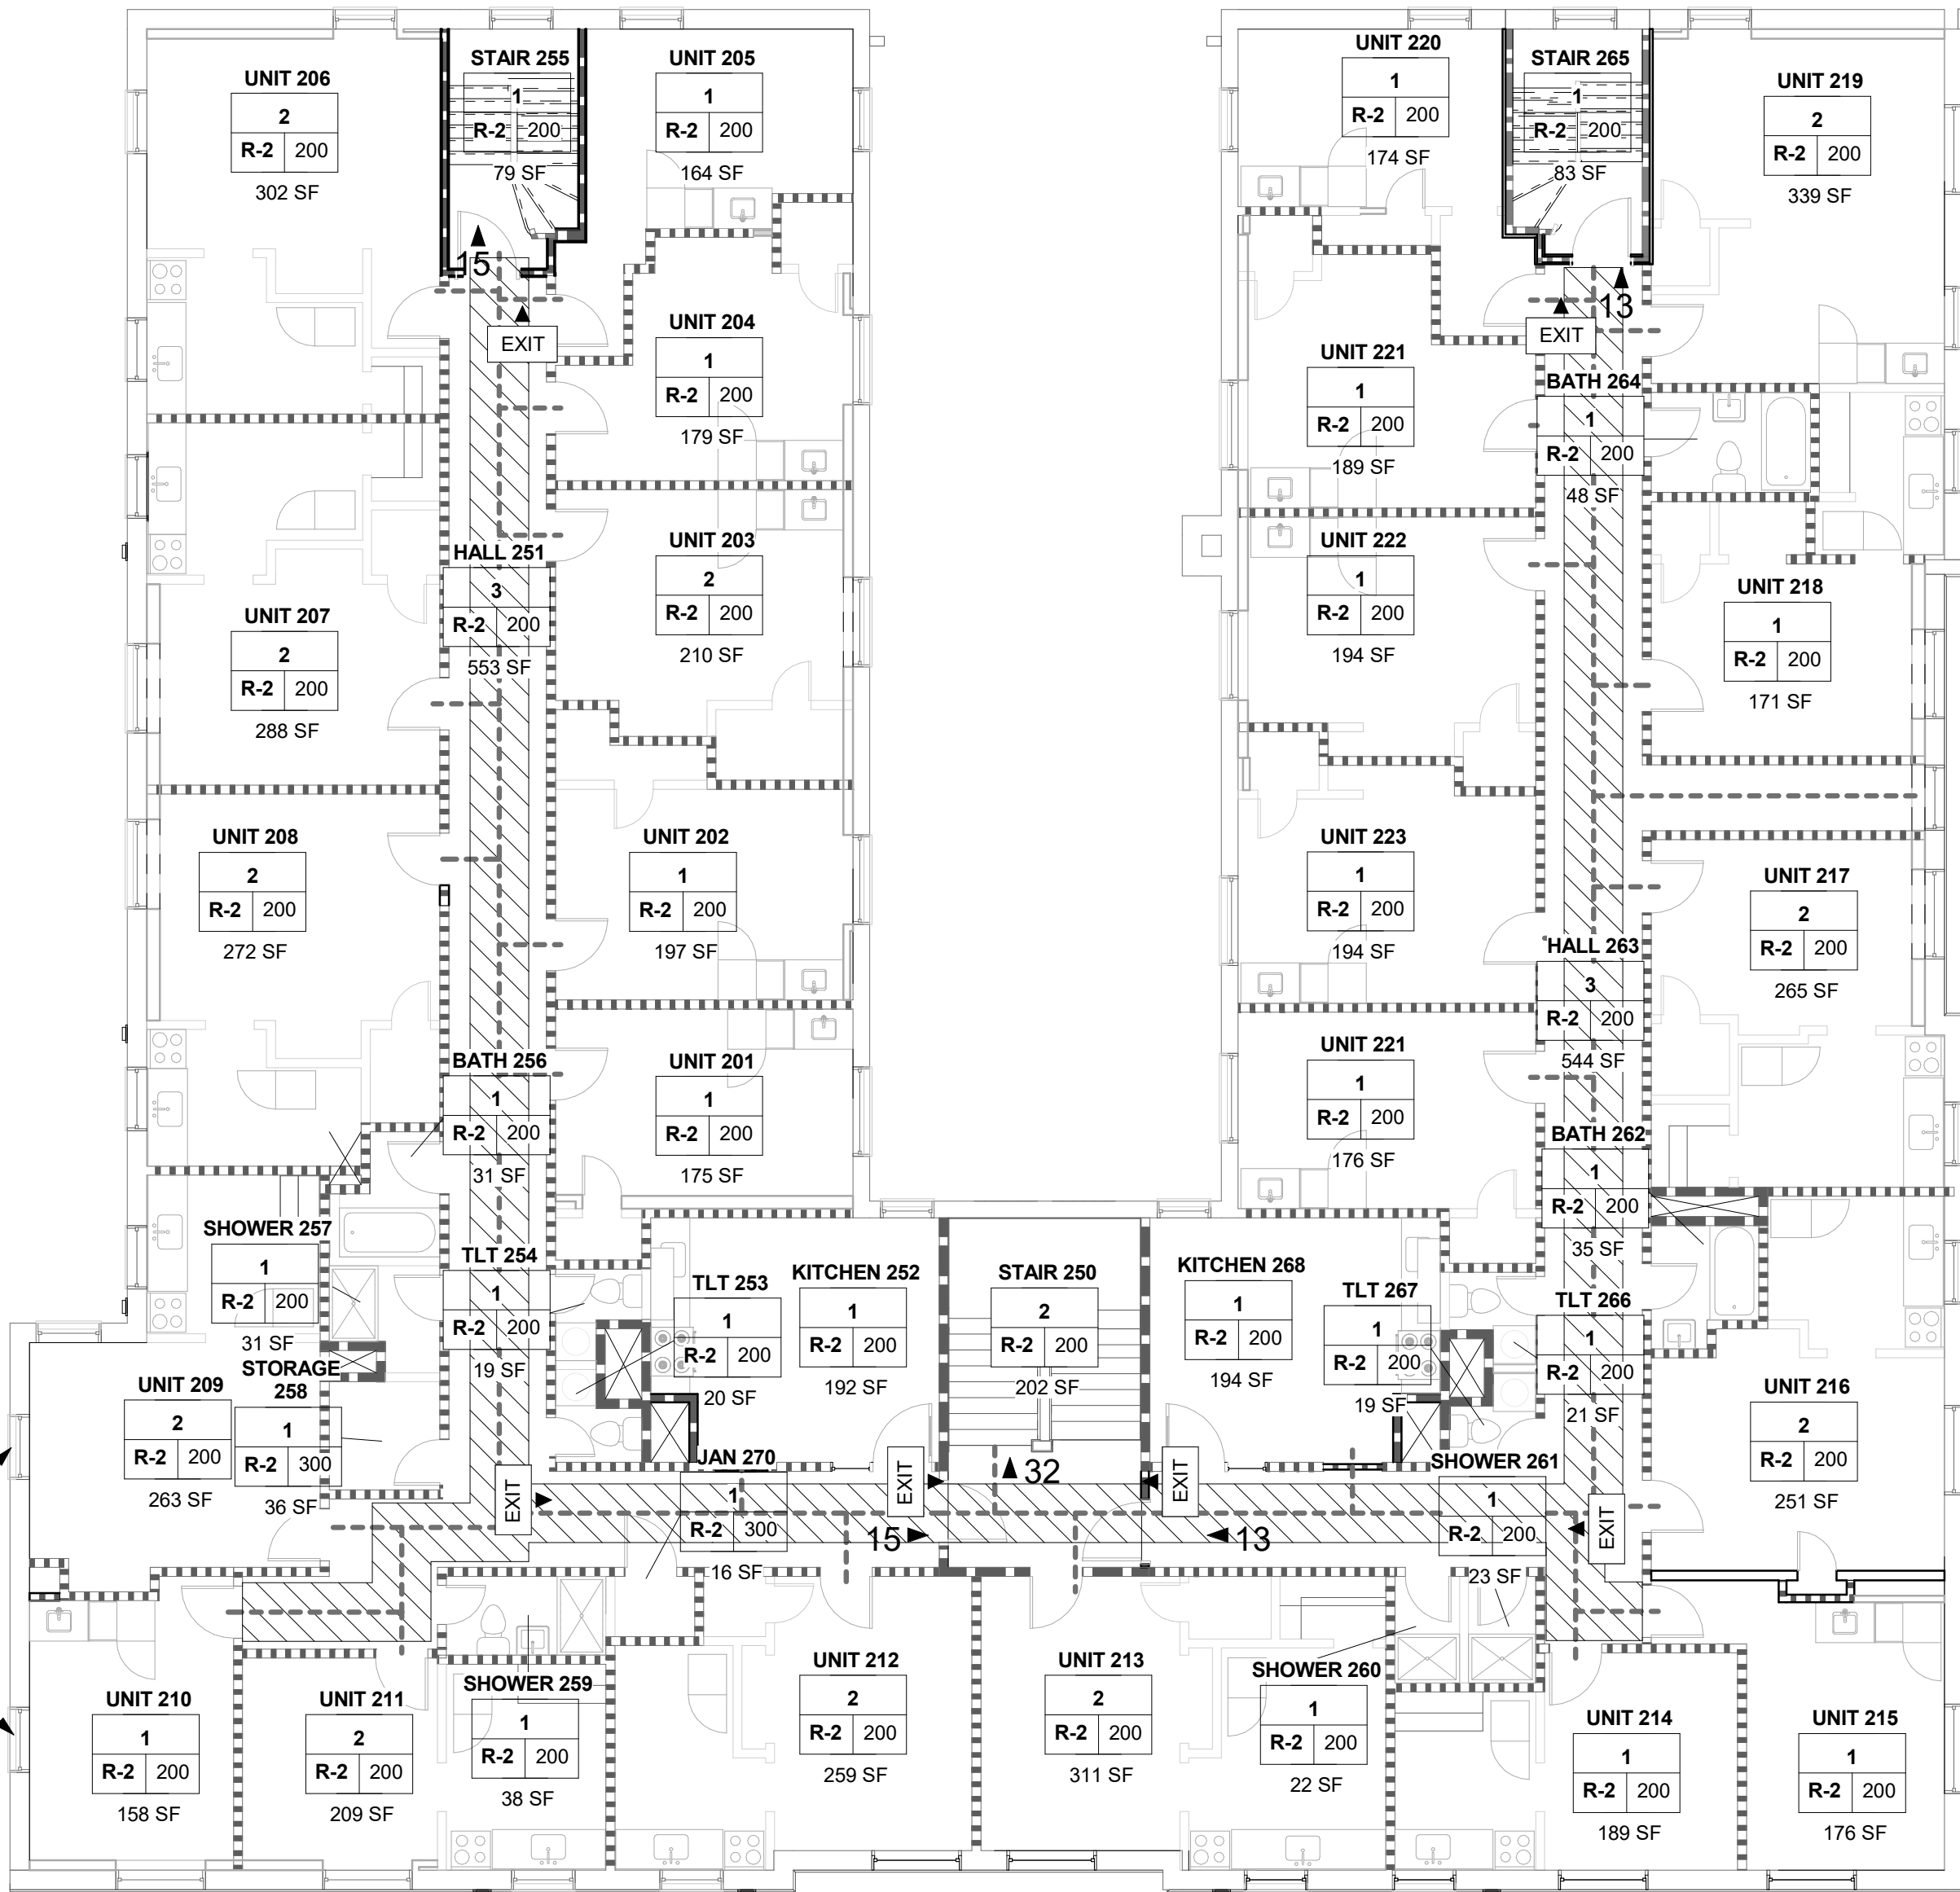 UNIT 206
2
R-2 200
302 SF
STAIR 255
1
R-2 200
79 SF
UNIT 205
1
R-2 200
164 SF
UNIT 220
1
R-2 200
174 SF
STAIR 265
1
R-2 200
83 SF
UNIT 219
2
R-2 200
339 SF
15
EXIT
UNIT 204
1
R-2 200
179 SF
13
EXIT
UNIT 221
1
R-2 200
189 SF
BATH 264
1
R-2 200
48 SF
HALL 251
3
R-2 200
553 SF
UNIT 203
2
R-2 200
210 SF
UNIT 222
1
R-2 200
194 SF
UNIT 218
1
R-2 200
171 SF
UNIT 207
2
R-2 200
288 SF
UNIT 208
2
R-2 200
272 SF
UNIT 202
1
R-2 200
197 SF
UNIT 223
1
R-2 200
194 SF
UNIT 217
2
R-2 200
265 SF
HALL 263
3
R-2 200
544 SF
BATH 256
1
R-2 200
31 SF
UNIT 201
1
R-2 200
175 SF
UNIT 221
1
R-2 200
176 SF
BATH 262
1
R-2 200
35 SF
SHOWER 257
1
R-2 200
31 SF
TLT 254
1
R-2 200
19 SF
TLT 253
1
R-2 200
20 SF
KITCHEN 252
1
R-2 200
192 SF
STAIR 250
2
R-2 200
202 SF
KITCHEN 268
1
R-2 200
194 SF
TLT 267
1
R-2 200
19 SF
TLT 266
1
R-2 200
21 SF
UNIT 209
2
R-2 200
263 SF
STORAGE
258
1
R-2 300
36 SF
UNIT 216
2
R-2 200
251 SF
EXIT
JAN 270
1
R-2 300
16 SF
EXIT
32
EXIT
15
13
SHOWER 261
1
R-2 200
23 SF
EXIT
UNIT 210
1
R-2 200
158 SF
UNIT 211
2
R-2 200
209 SF
SHOWER 259
1
R-2 200
38 SF
UNIT 212
2
R-2 200
259 SF
UNIT 213
2
R-2 200
311 SF
SHOWER 260
1
R-2 200
22 SF
UNIT 214
1
R-2 200
189 SF
UNIT 215
1
R-2 200
176 SF